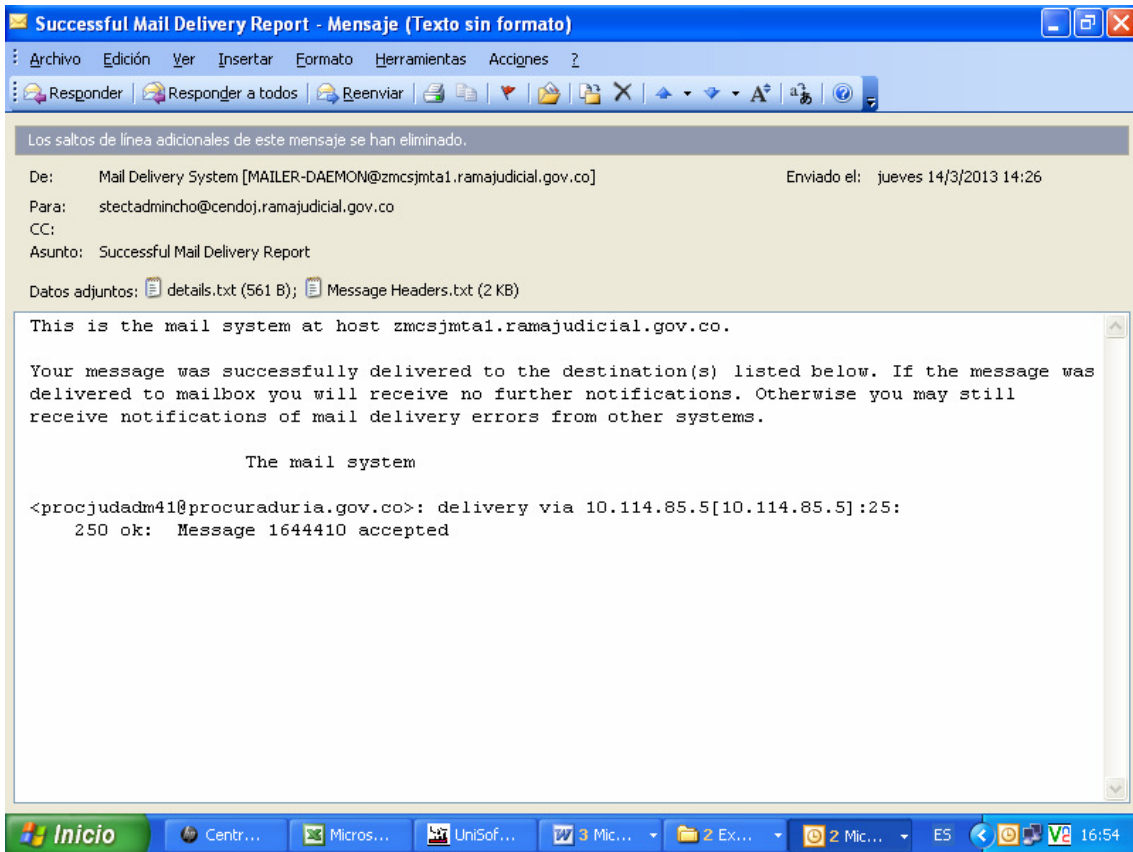 Successful Mail Delivery Report - Mensaje (Texto sin formato)
Archivo Edición Ver Insertar Formato Herramientas Acciones ?
Responder Responder a todos Reenviar
Los saltos de línea adicionales de este mensaje se han eliminado.
De: Mail Delivery System [MAILER-DAEMON@zmcsjmta1.ramajudicial.gov.co] Enviado el: jueves 14/3/2013 14:26
Para: stectadmincho@cendoj.ramajudicial.gov.co
CC:
Asunto: Successful Mail Delivery Report
Datos adjuntos: details.txt (561 B); Message Headers.txt (2 KB)
This is the mail system at host zmcsjmta1.ramajudicial.gov.co.
Your message was successfully delivered to the destination(s) listed below. If the message was
delivered to mailbox you will receive no further notifications. Otherwise you may still
receive notifications of mail delivery errors from other systems.
The mail system
<procjudadm41@procuraduria.gov.co>: delivery via 10.114.85.5[10.114.85.5]:25:
250 ok: Message 1644410 accepted
Inicio Centr... Micros... UniSof... 3 Mic... 2 Ex... 2 Mic... ES 16:54